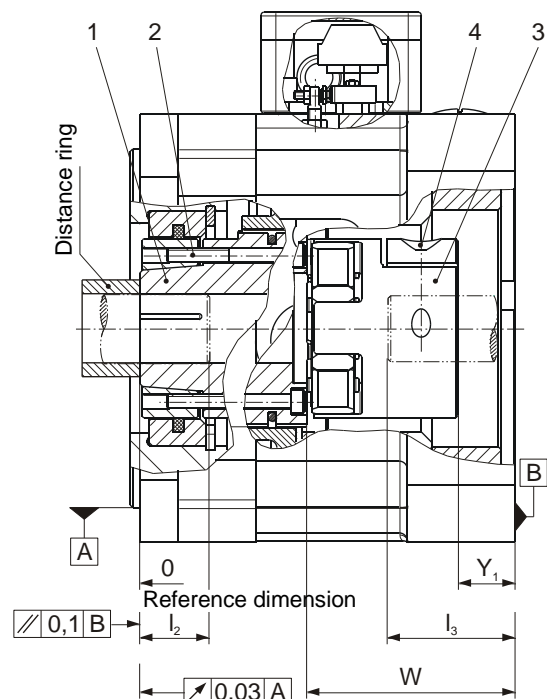 1 2 4 3
Distance ring
B
A
0 Y₁
Reference dimension
// 0,1 B l₂ l₃
↗ 0,03 A W